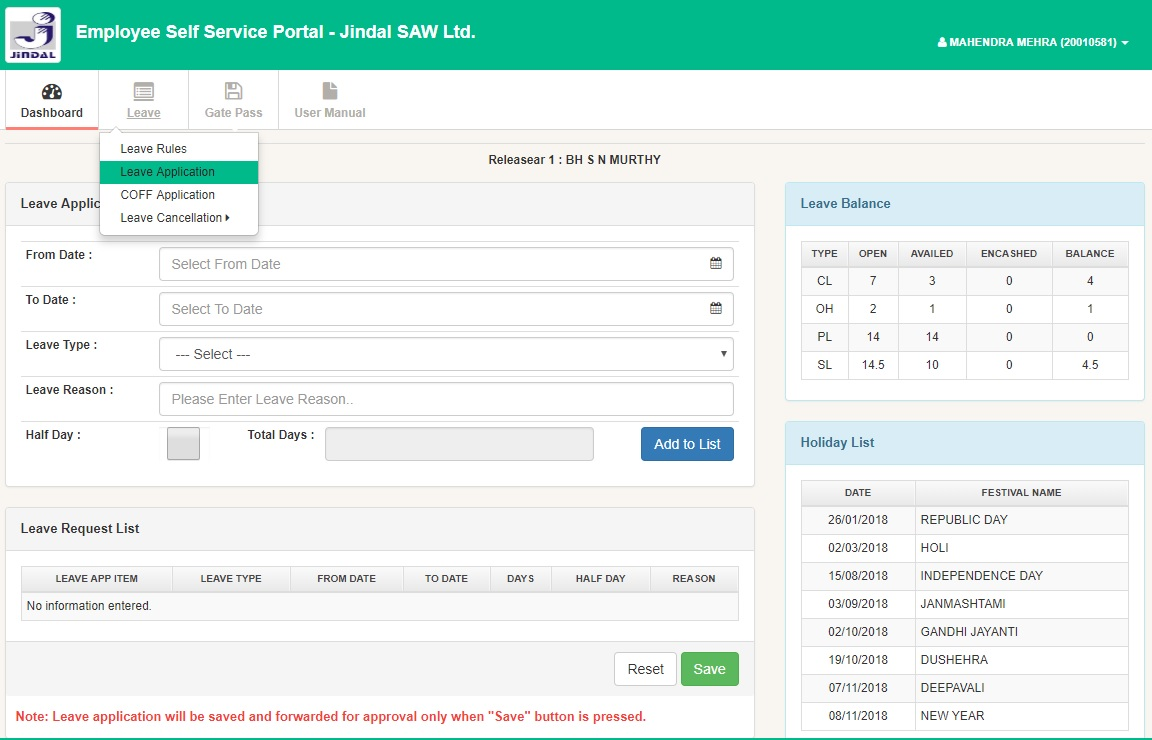 JINDAL
Employee Self Service Portal - Jindal SAW Ltd.
MAHENDRA MEHRA (20010581)
Dashboard
Leave
Gate Pass
User Manual
Leave Rules
Leave Application
COFF Application
Leave Cancellation
Releasear 1 : BH S N MURTHY
Leave Applic
From Date :
Select From Date
To Date :
Select To Date
Leave Type :
--- Select ---
Leave Reason :
Please Enter Leave Reason..
Half Day :
Total Days :
Add to List
Leave Request List
LEAVE APP ITEM LEAVE TYPE FROM DATE TO DATE DAYS HALF DAY REASON
No information entered.
Reset
Save
Note: Leave application will be saved and forwarded for approval only when "Save" button is pressed.
Leave Balance
TYPE OPEN AVAILED ENCASHED BALANCE
CL 7 3 0 4
OH 2 1 0 1
PL 14 14 0 0
SL 14.5 10 0 4.5
Holiday List
DATE FESTIVAL NAME
26/01/2018 REPUBLIC DAY
02/03/2018 HOLI
15/08/2018 INDEPENDENCE DAY
03/09/2018 JANMASHTAMI
02/10/2018 GANDHI JAYANTI
19/10/2018 DUSHEHRA
07/11/2018 DEEPAVALI
08/11/2018 NEW YEAR